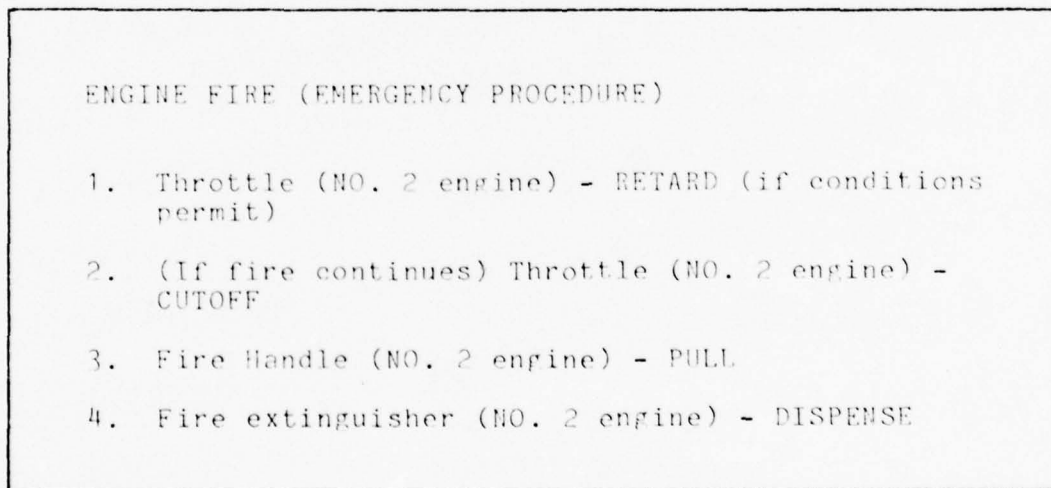 ENGINE FIRE (EMERGENCY PROCEDURE)
1. Throttle (NO. 2 engine) - RETARD (if conditions
permit)
2. (If fire continues) Throttle (NO. 2 engine) -
CUTOFF
3. Fire Handle (NO. 2 engine) - PULL
4. Fire extinguisher (NO. 2 engine) - DISPENSE